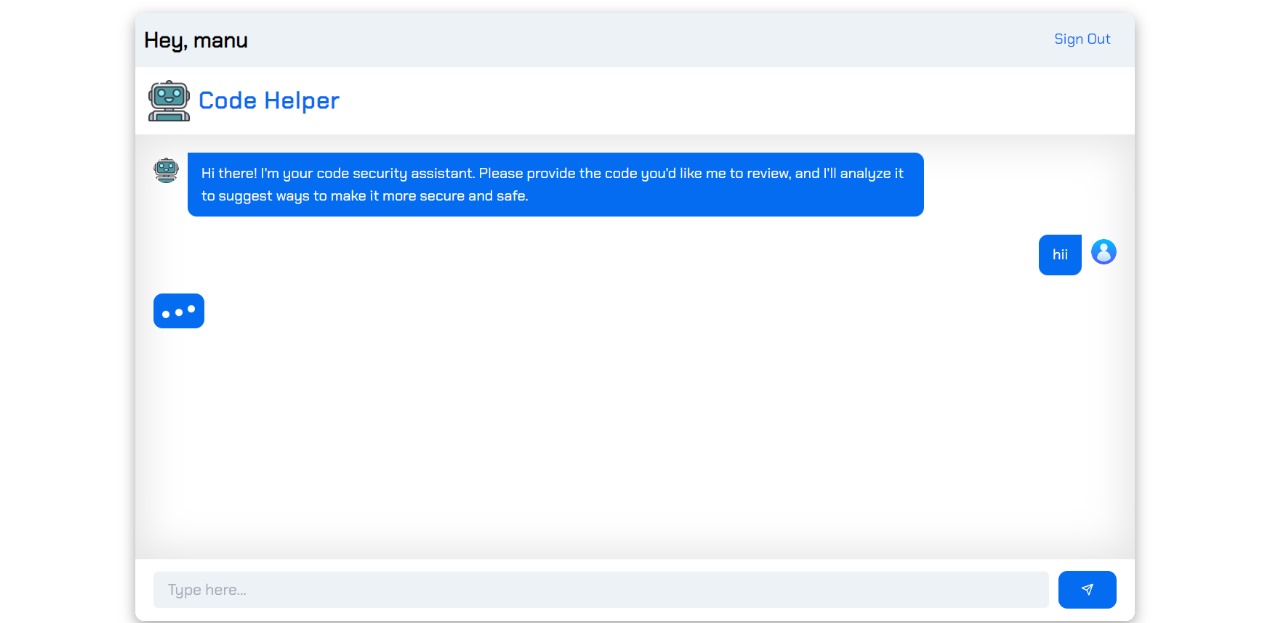 Hey, manu
Sign Out
Code Helper
Hi there! I'm your code security assistant. Please provide the code you'd like me to review, and I'll analyze it
to suggest ways to make it more secure and safe.
hii
Type here...